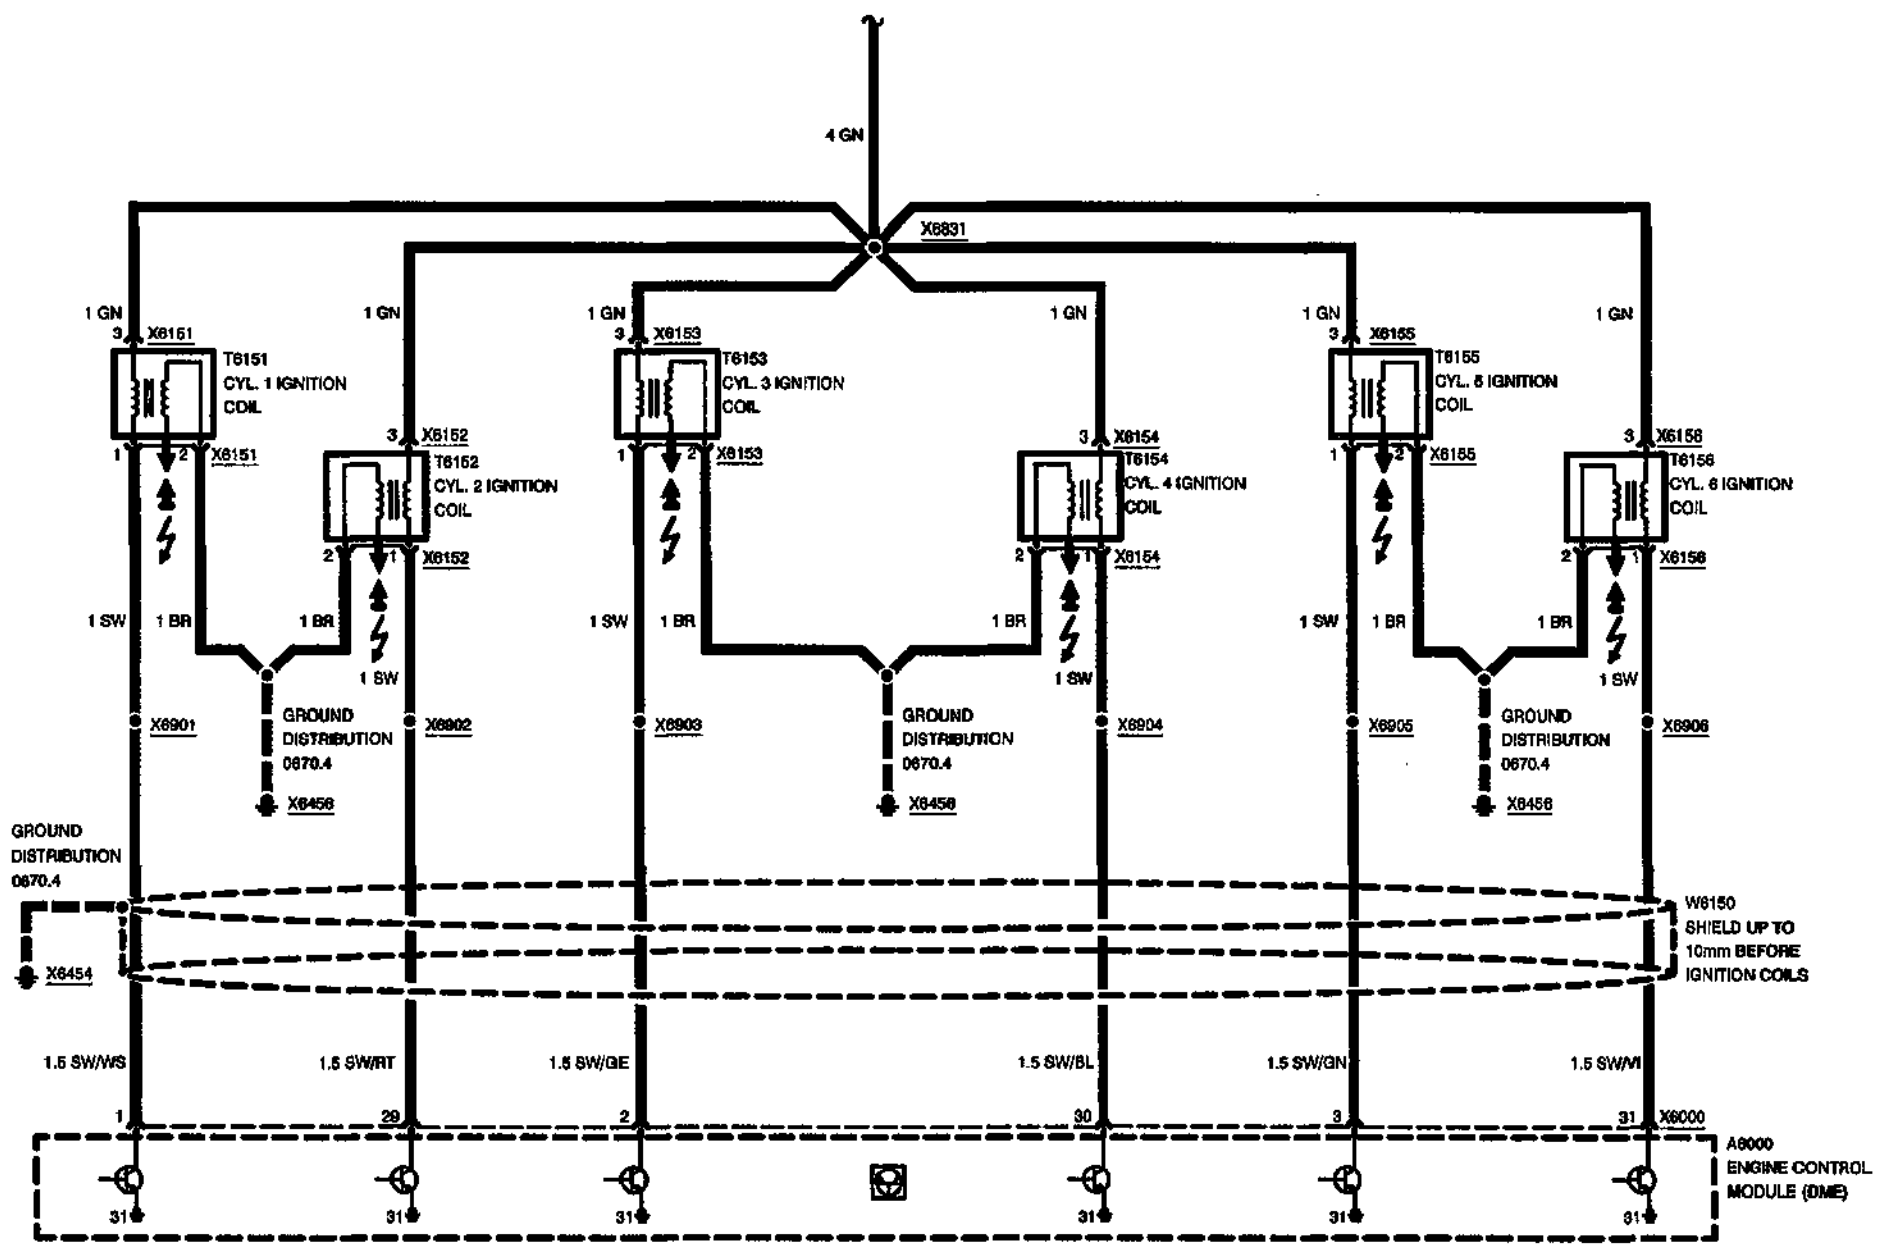 4 GN
X6831
1 GN
1 GN
1 GN
1 GN
1 GN
1 GN
3 X6151
3 X6153
3 X6155
T6151
CYL. 1 IGNITION
COIL
T6153
CYL. 3 IGNITION
COIL
T6155
CYL. 5 IGNITION
COIL
1 2 X6151
3 X6152
1 2 X6153
3 X6154
1 2 X6155
3 X6156
T6152
CYL. 2 IGNITION
COIL
T6154
CYL. 4 IGNITION
COIL
T6156
CYL. 6 IGNITION
COIL
2 1 X6152
2 1 X6154
2 1 X6156
1 SW
1 BR
1 BR
1 SW
1 BR
1 BR
1 SW
1 BR
1 BR
1 SW
1 SW
1 SW
X6901
GROUND
DISTRIBUTION
0670.4
X6902
X6903
GROUND
DISTRIBUTION
0670.4
X6904
X6905
GROUND
DISTRIBUTION
0670.4
X6906
X6456
X6456
X6456
GROUND
DISTRIBUTION
0670.4
X6454
W6150
SHIELD UP TO
10mm BEFORE
IGNITION COILS
1.5 SW/WS
1.5 SW/RT
1.5 SW/GE
1.5 SW/BL
1.5 SW/GN
1.5 SW/VI
1
29
2
30
3
31 X6000
A6000
ENGINE CONTROL
MODULE (DME)
31
31
31
31
31
31